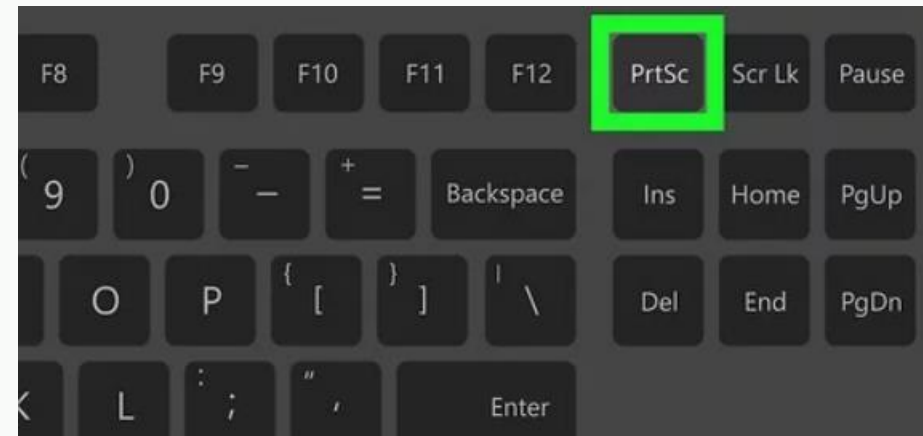 F8 F9 F10 F11 F12 PrtSc Scr Lk Pause
( ) _ +
9 0 – = Backspace Ins Home PgUp
{ } |
O P [ ] \ Del End PgDn
: "
K L ; ' Enter